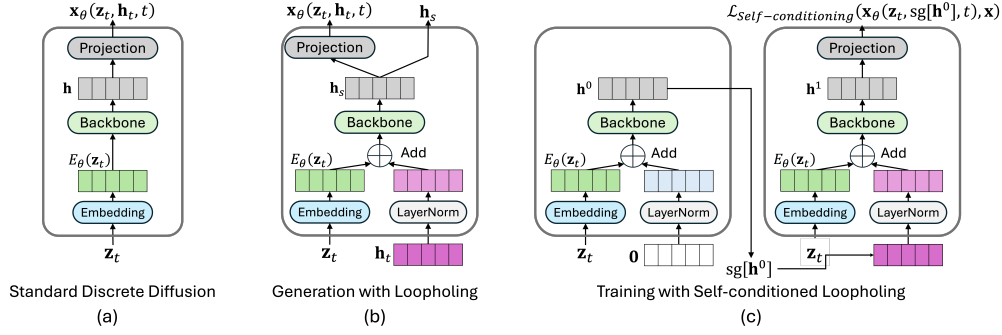 x_θ(z_t, h_t, t)
Projection
h
Backbone
E_θ(z_t)
Embedding
z_t
Standard Discrete Diffusion
(a)
x_θ(z_t, h_t, t)
h_s
Projection
h_s
Backbone
Add
E_θ(z_t)
Embedding
LayerNorm
z_t
h_t
Generation with Loopholing
(b)
h^0
Backbone
Add
E_θ(z_t)
Embedding
LayerNorm
z_t
0
sg[h^0]
L_{Self-conditioning}(x_θ(z_t, sg[h^0], t), x)
Projection
h^1
Backbone
Add
E_θ(z_t)
Embedding
LayerNorm
z_t
Training with Self-conditioned Loopholing
(c)